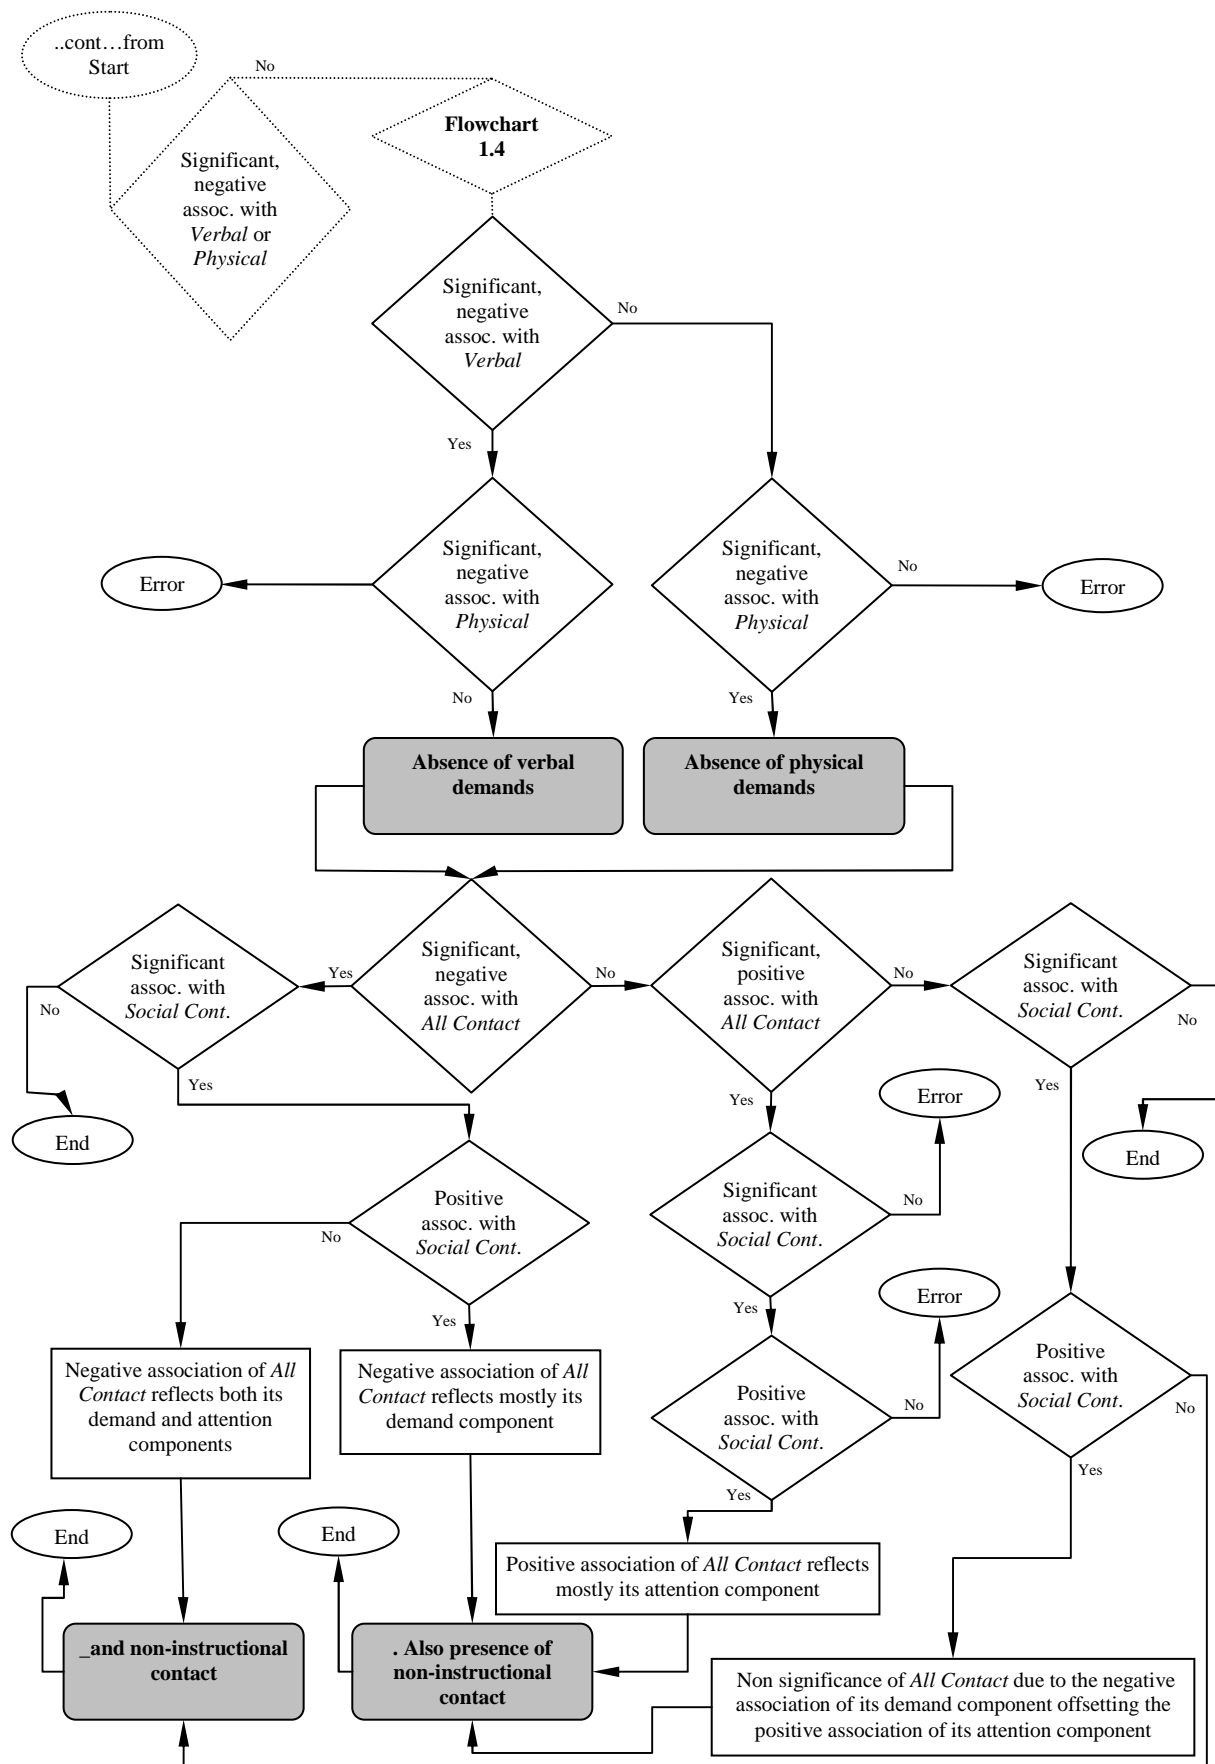 ..cont…from
Start
No
Flowchart
1.4
Significant,
negative
assoc. with
Verbal or
Physical
Significant,
negative
assoc. with
Verbal
No
Yes
Significant,
negative
assoc. with
Physical
Error
No
Significant,
negative
assoc. with
Physical
No
Error
Yes
Absence of verbal
demands
Absence of physical
demands
Significant
assoc. with
Social Cont.
No
Yes
Yes
Significant,
negative
assoc. with
All Contact
No
Significant,
positive
assoc. with
All Contact
No
Yes
Significant
assoc. with
Social Cont.
No
Yes
End
Error
End
Positive
assoc. with
Social Cont.
No
Yes
Significant
assoc. with
Social Cont.
No
Yes
Error
Positive
assoc. with
Social Cont.
No
Yes
Positive
assoc. with
Social Cont.
No
Yes
Negative association of All
Contact reflects both its
demand and attention
components
Negative association of All
Contact reflects mostly its
demand component
End
End
Positive association of All Contact reflects
mostly its attention component
_and non-instructional
contact
. Also presence of
non-instructional
contact
Non significance of All Contact due to the negative
association of its demand component offsetting the
positive association of its attention component